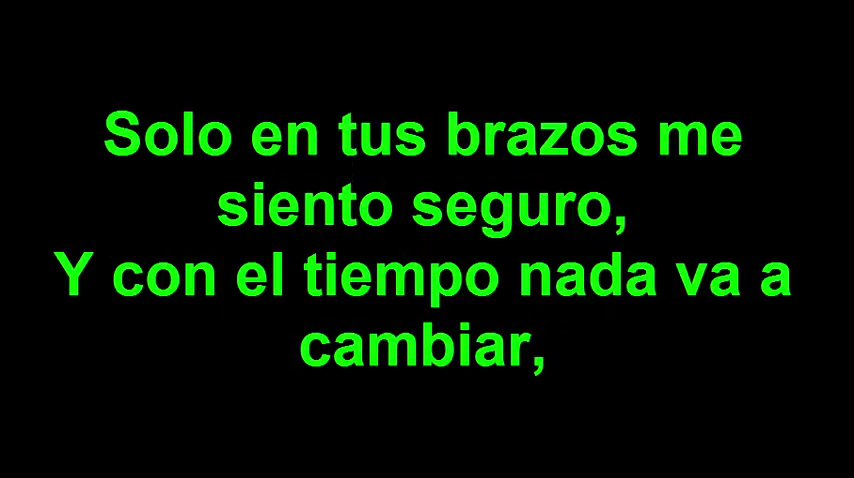 Solo en tus brazos me
siento seguro,
Y con el tiempo nada va a
cambiar,